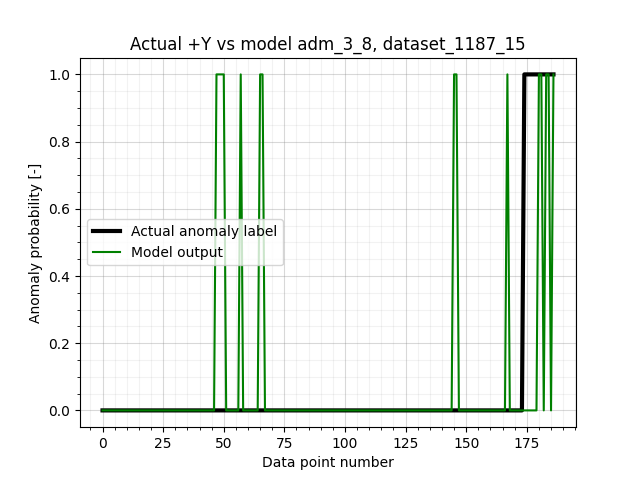 Actual +Y vs model adm_3_8, dataset_1187_15
1.0
0.8
0.6
0.4
0.2
0.0
Anomaly probability [-]
Actual anomaly label
Model output
0 25 50 75 100 125 150 175
Data point number